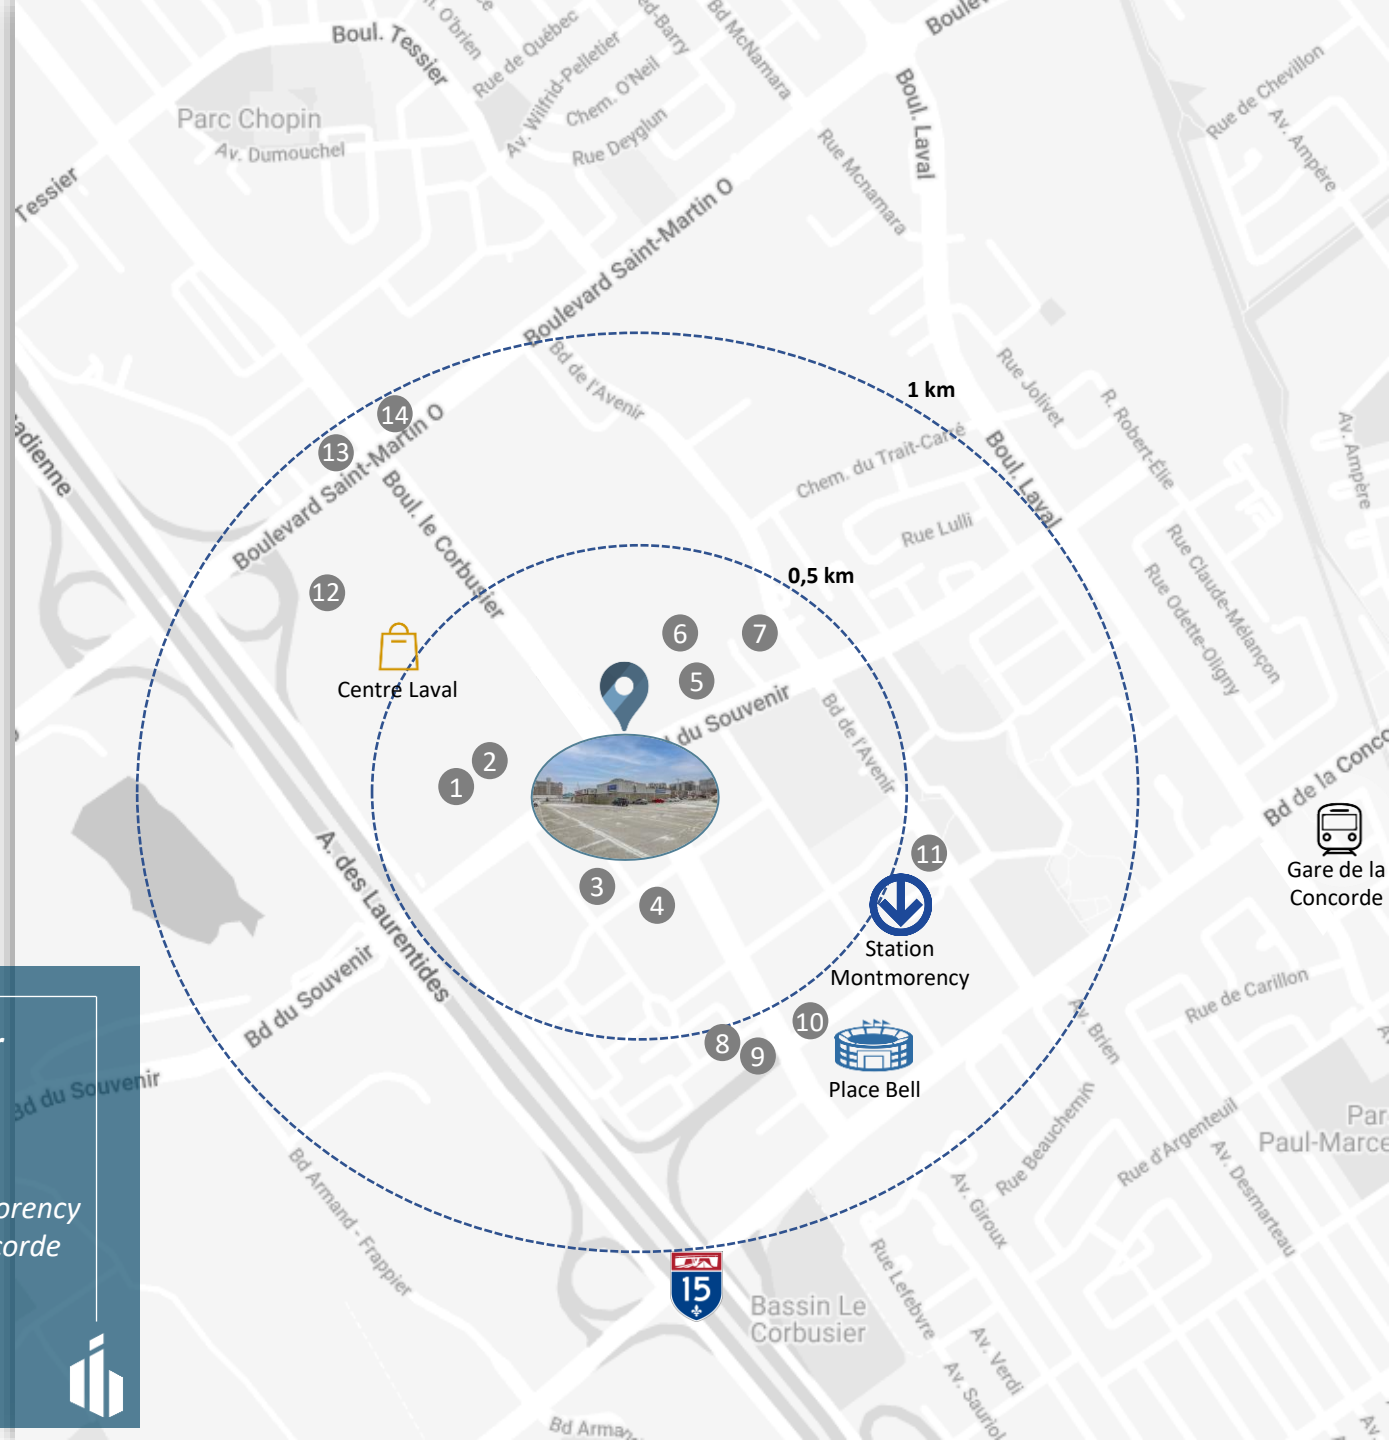 Boul. Tessier
O'brien
Rue de Québec
Av. Wilfrid-Pelletier
Chem. O'Neil
Rue Deyglun
Bd McNamara
Rue Mcnamara
Boul. Laval
Rue de Chevillon
Av. Ampère
Parc Chopin
Av. Dumouchel
Tessier
Boulevard Saint-Martin O
Bd de l'Avenir
1 km
Rue Jolivet
R. Robert-Élie
Av. Ampère
14
13
Boulevard Saint-Martin O
Boul. le Corbusier
Chem. du Trait-Carré
Boul. Laval
Rue Lulli
Rue Claude-Mélançon
Rue Odette-Oligny
0,5 km
12
6
7
5
Centre Laval
du Souvenir
Bd de l'Avenir
2
1
Bd de la Conco
11
Gare de la
Concorde
A. des Laurentides
3
4
Station
Montmorency
Bd du Souvenir
Rue de Carillon
10
8
9
Place Bell
Av. Brien
Bd du Souvenir
Par
Paul-Marce
Rue d'Argenteuil
Rue Beauchemin
Av. Desmarteau
Av. Giroux
Bd Armand - Frappier
orency
corde
15
Rue Lefebvre
Bassin Le
Corbusier
Av. Verdi
Av. Sauriol
Bd Arman